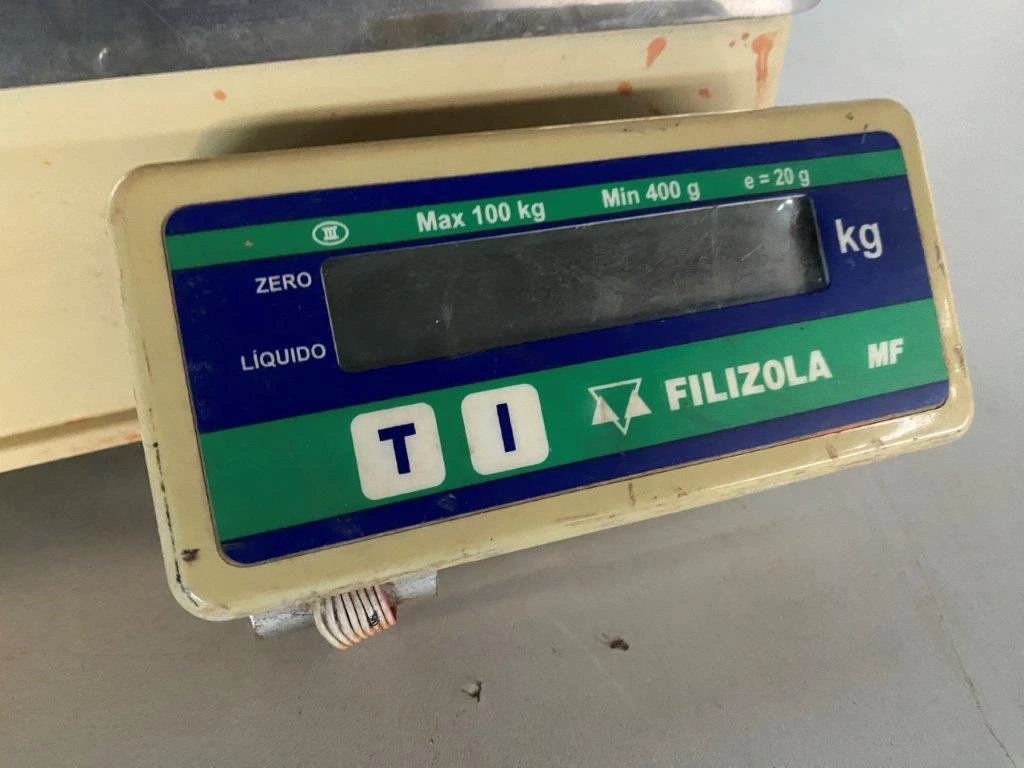 III Max 100 kg Min 400 g e = 20 g
ZERO kg
LÍQUIDO
T I FILIZOLA MF